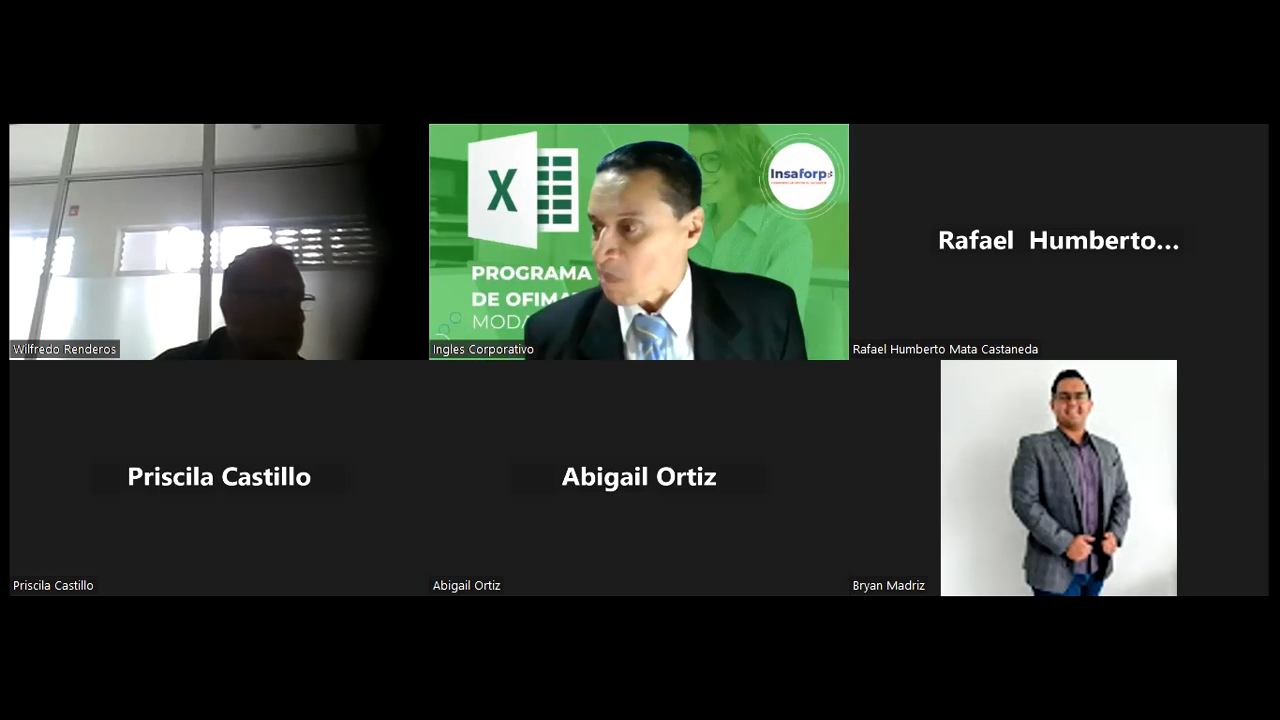 X
Insaforp
PROGRAMA
DE OFIMA
MODA
Wilfredo Renderos
Ingles Corporativo
Rafael Humberto...
Rafael Humberto Mata Castaneda
Priscila Castillo
Abigail Ortiz
Priscila Castillo
Abigail Ortiz
Bryan Madriz